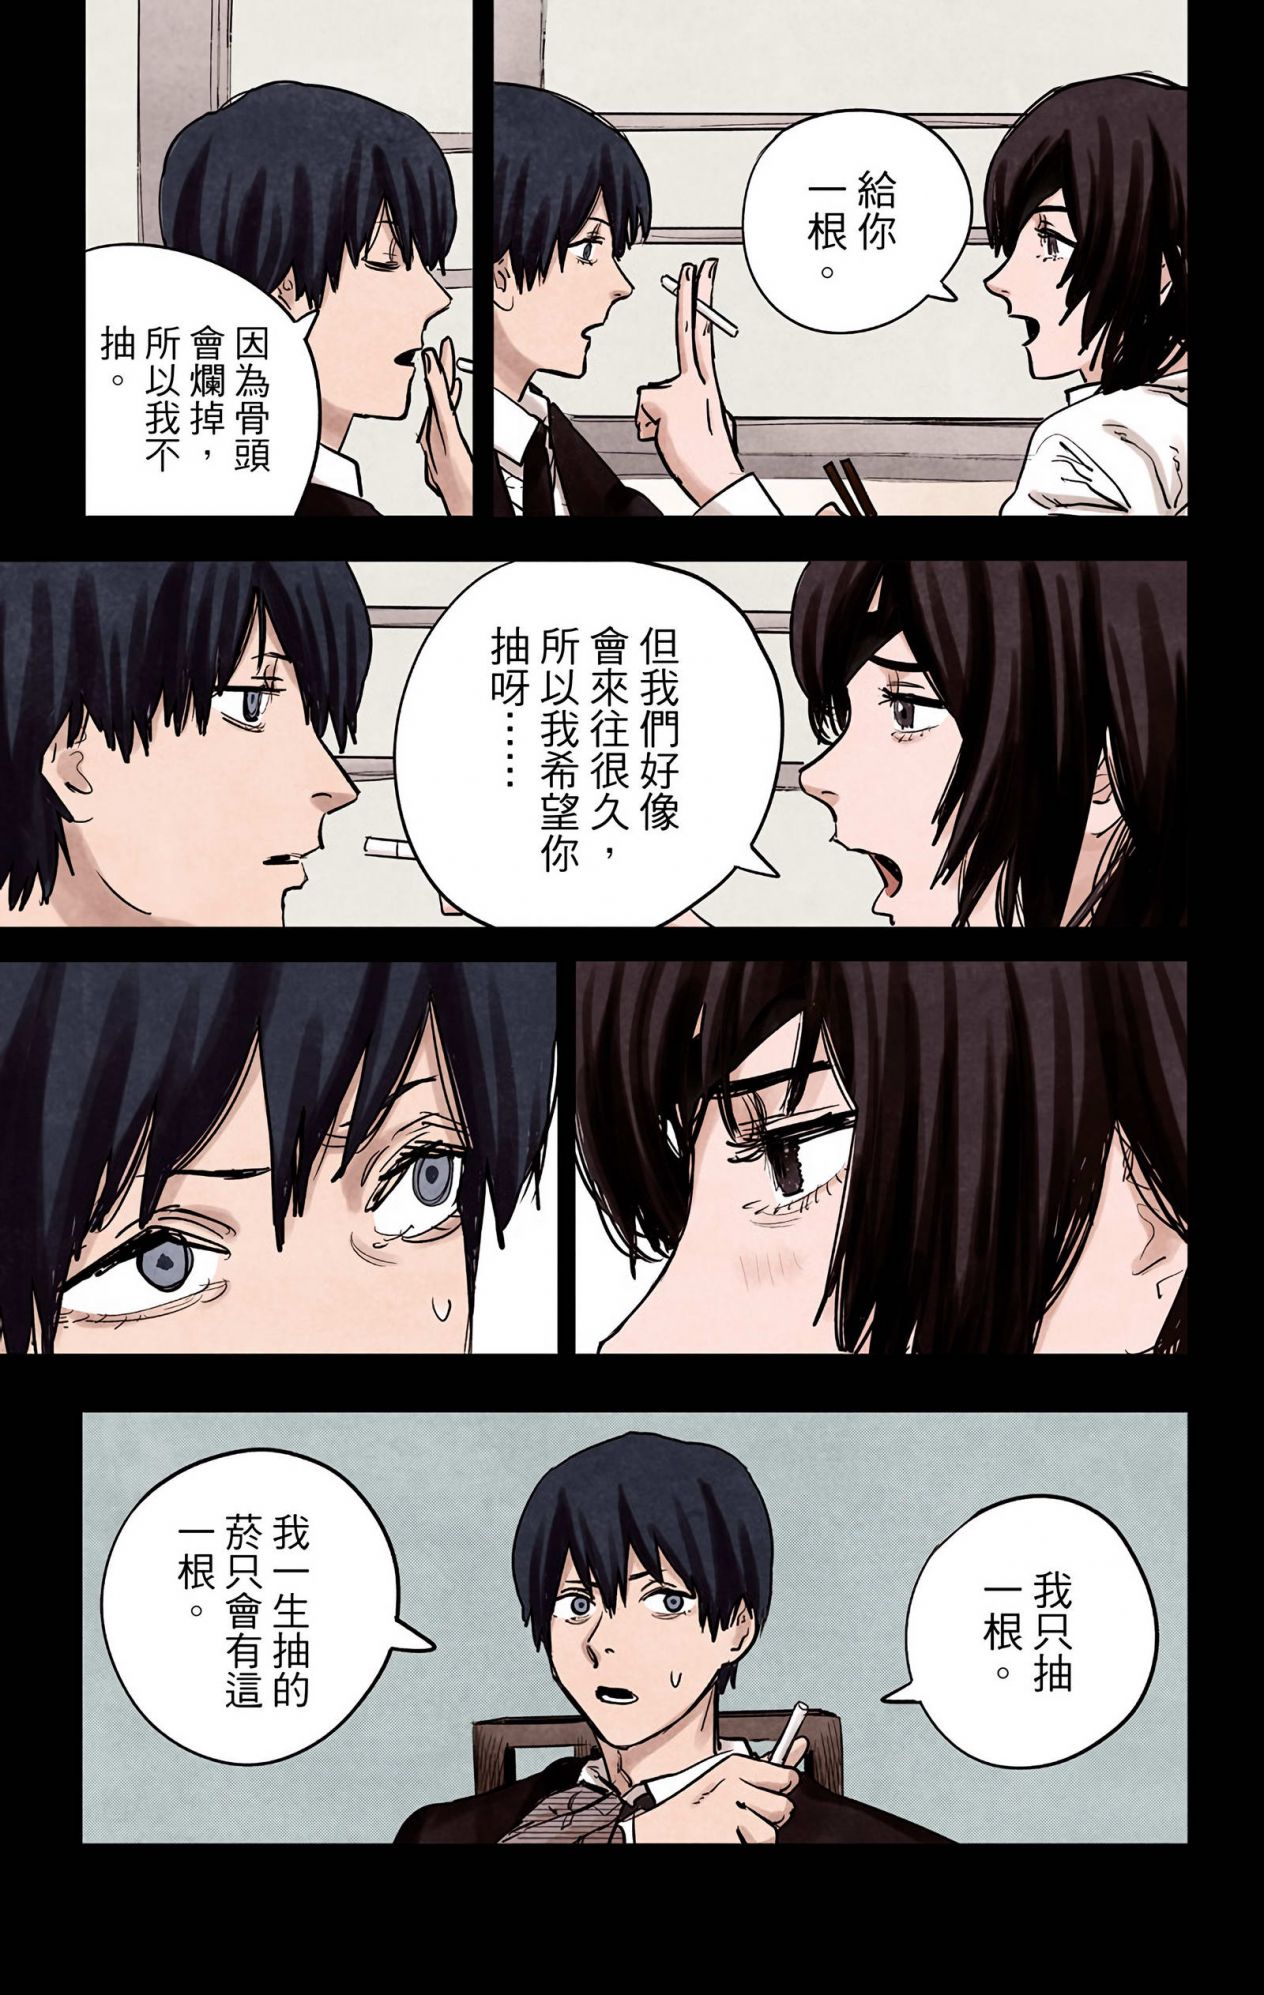 給你
一根。
因為骨頭
會爛掉，
所以我不
抽。
但我們好像
會來往很久，
所以我希望你
抽呀……
我只抽
一根。
我一生抽的
菸只會有這
一根。